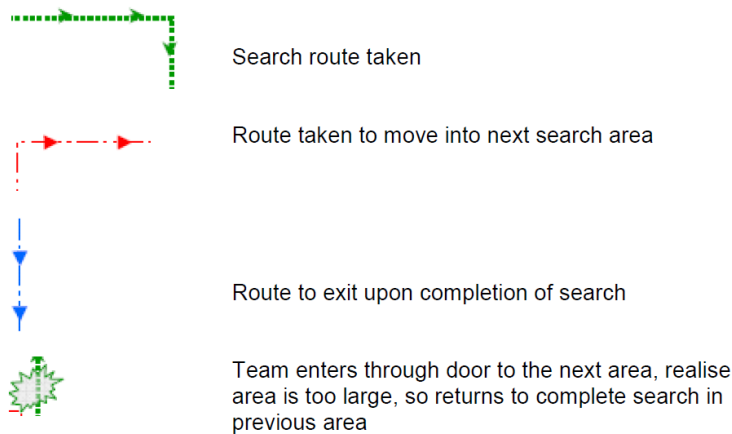 Search route taken
Route taken to move into next search area
Route to exit upon completion of search
Team enters through door to the next area, realise
area is too large, so returns to complete search in
previous area